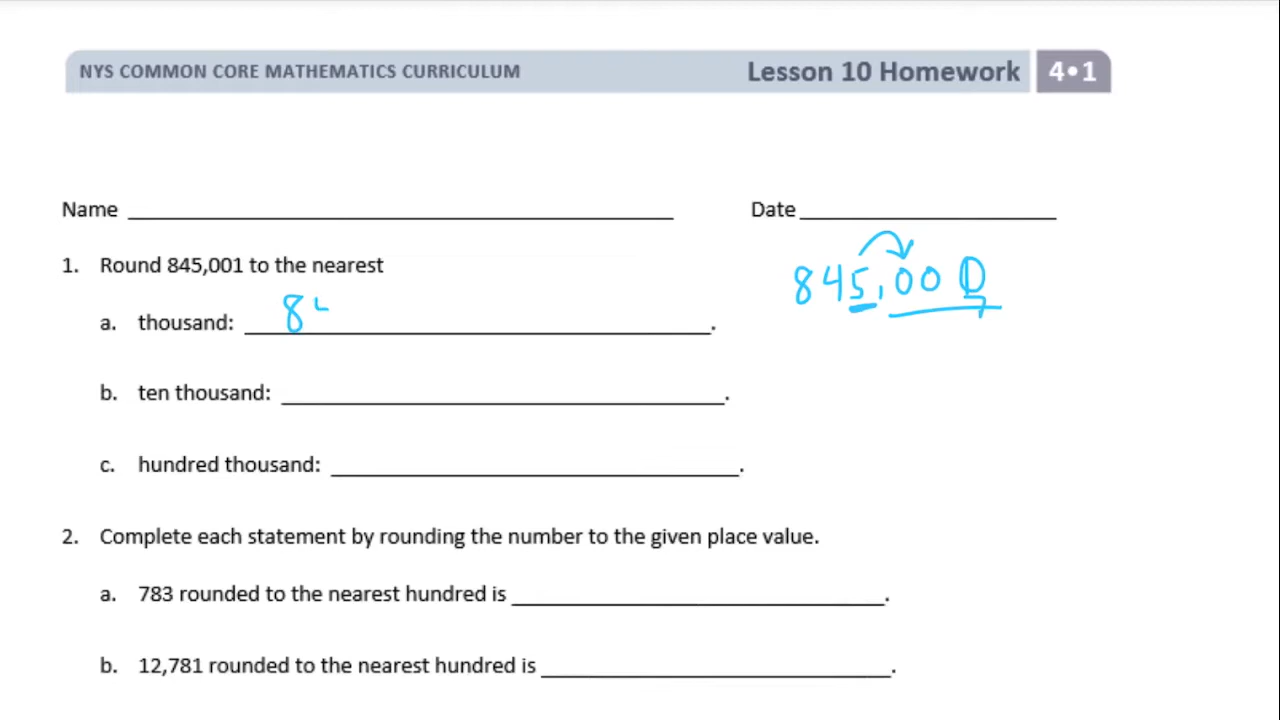 NYS COMMON CORE MATHEMATICS CURRICULUM Lesson 10 Homework 4•1
Name Date
1. Round 845,001 to the nearest
845,00
a. thousand: 8
b. ten thousand:
c. hundred thousand:
2. Complete each statement by rounding the number to the given place value.
a. 783 rounded to the nearest hundred is .
b. 12,781 rounded to the nearest hundred is .